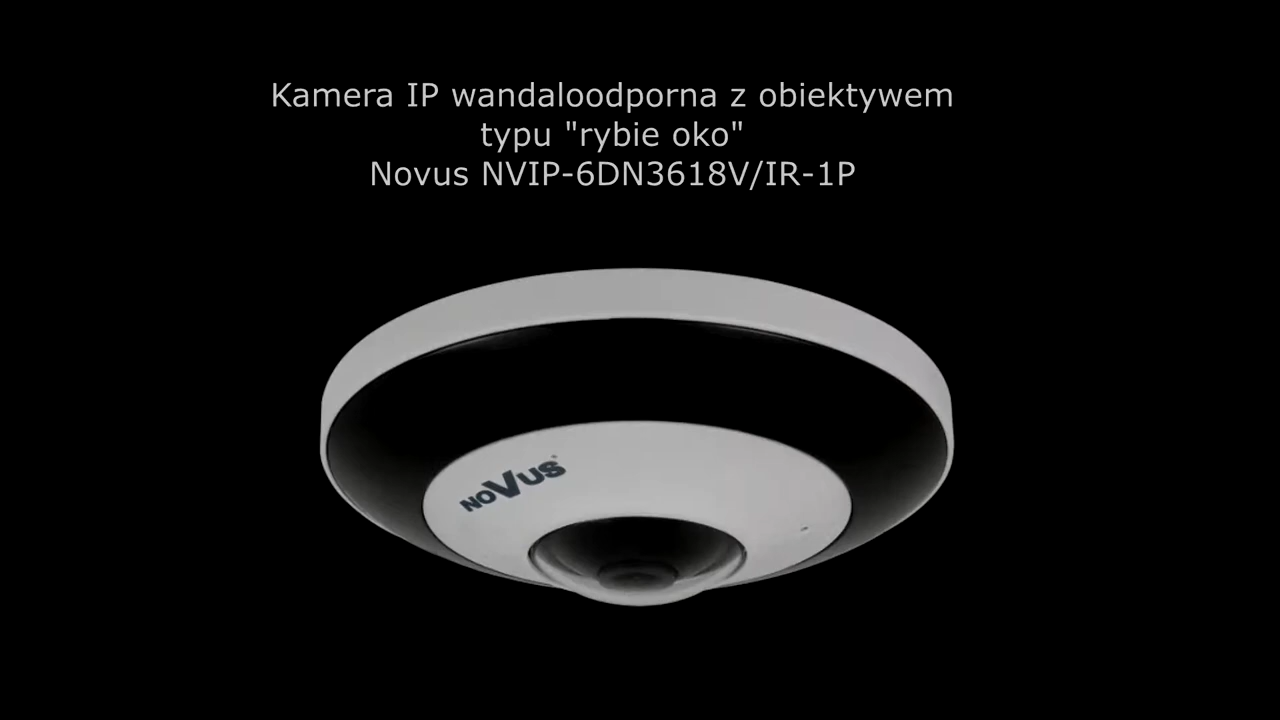 Kamera IP wandaloodporna z obiektywem
typu "rybie oko"
Novus NVIP-6DN3618V/IR-1P
NOVUS